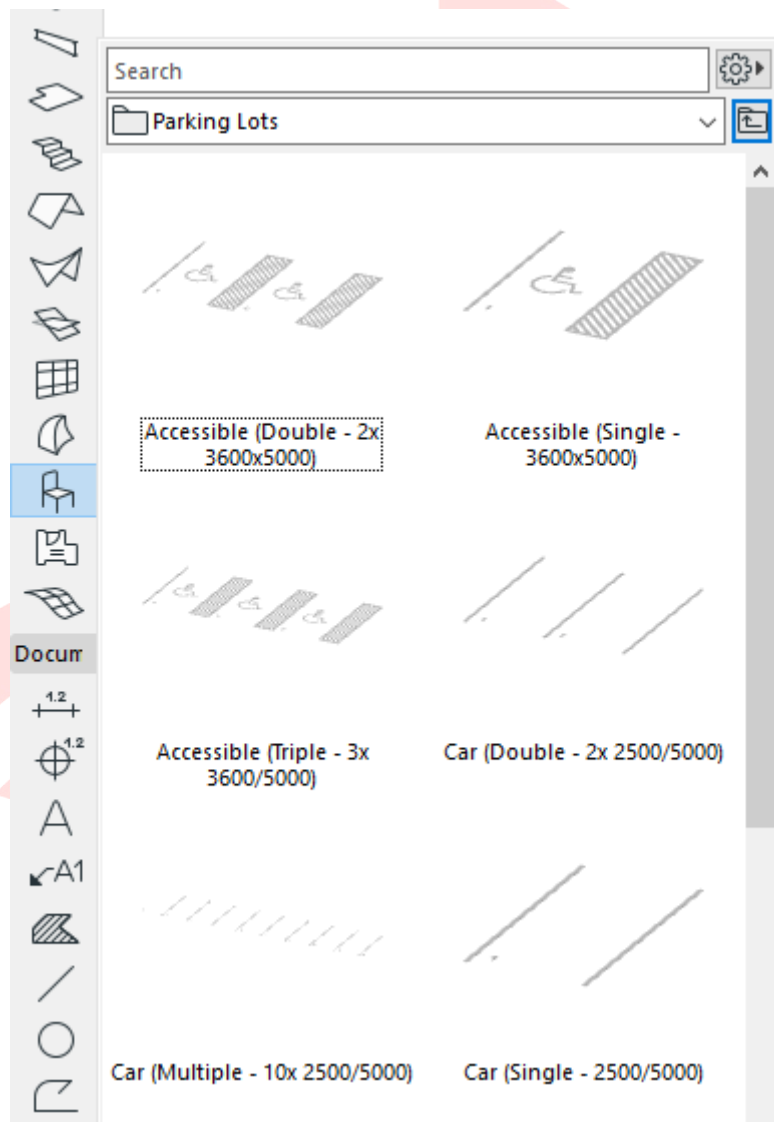 Search
Parking Lots
Accessible (Double - 2x
3600x5000)
Accessible (Single -
3600x5000)
Docum
1.2
1.2
A
A1
Accessible (Triple - 3x
3600/5000)
Car (Double - 2x 2500/5000)
Car (Multiple - 10x 2500/5000)
Car (Single - 2500/5000)